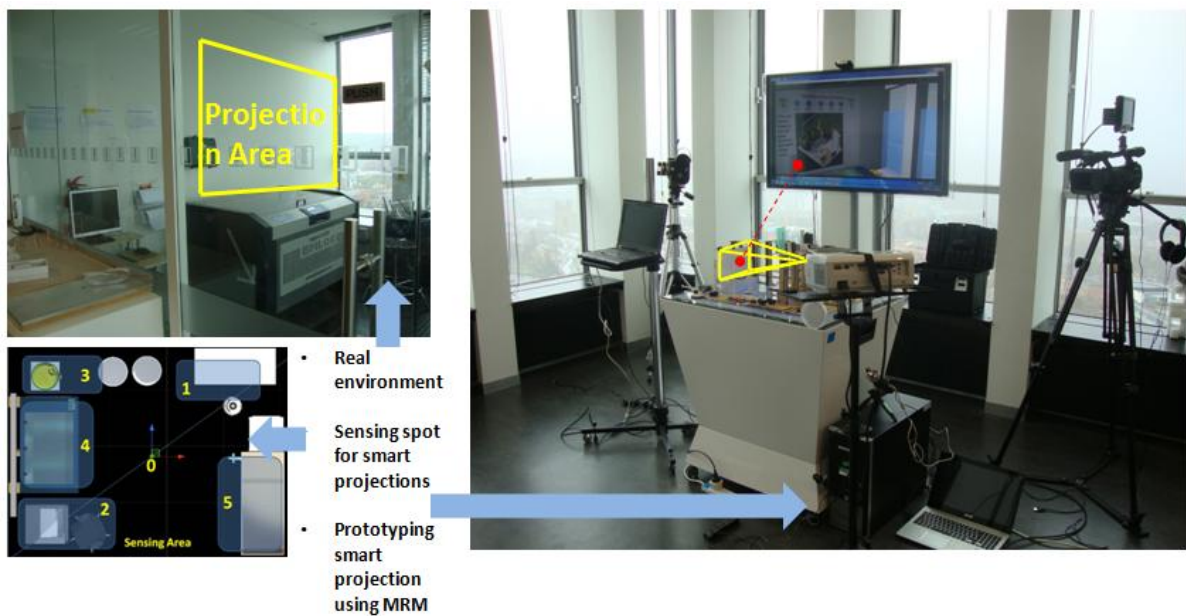 Projectio
n Area
PUSH
3
1
4
0
5
2
Sensing Area
• Real
environment
Sensing spot
for smart
projections
• Prototyping
smart
projection
using MRM